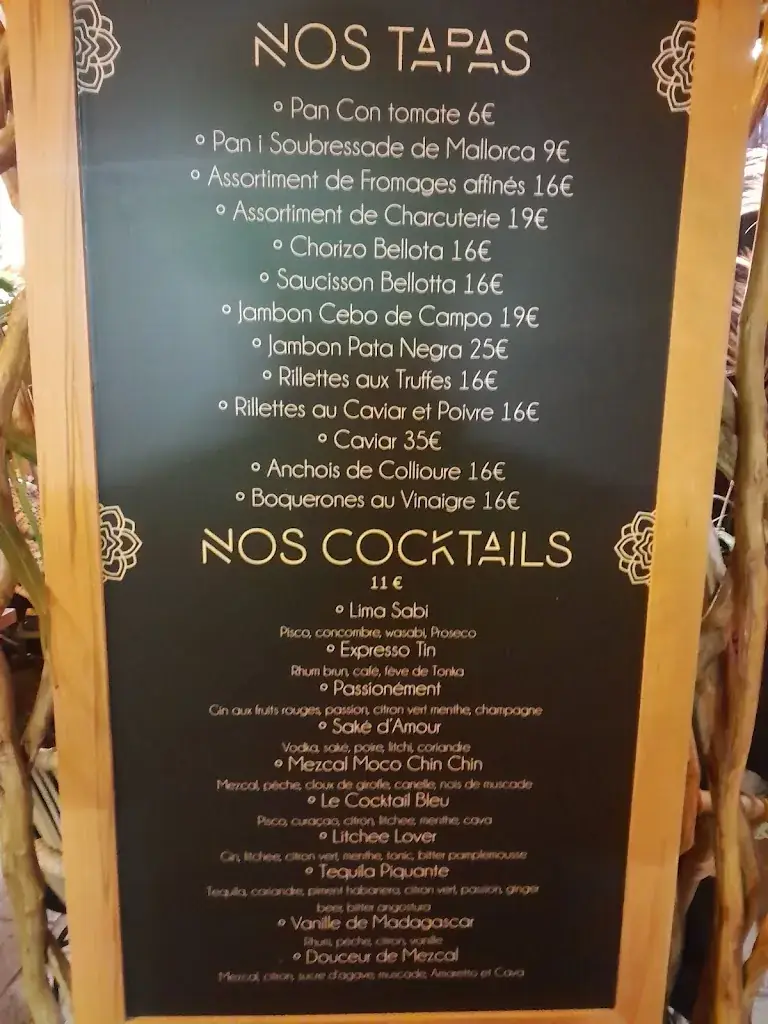 NOS TAPAS
° Pan Con tomate 6€
° Pan i Soubressade de Mallorca 9€
° Assortiment de Fromages affinés 16€
° Assortiment de Charcuterie 19€
° Chorizo Bellota 16€
° Saucisson Bellotta 16€
° Jambon Cebo de Campo 19€
° Jambon Pata Negra 25€
° Rillettes aux Truffes 16€
° Rillettes au Caviar et Poivre 16€
° Caviar 35€
° Anchois de Collioure 16€
° Boquerones au Vinaigre 16€
NOS COCKTAILS
11 €
° Lima Sabi
Pisco, concombre, wasabi, Proseco
° Expresso Tin
Rhum brun, café, fève de Tonka
° Passionément
Gin aux fruits rouges, passion, citron vert menthe, champagne
° Saké d'Amour
Vodka, saké, poire, litchi, coriandre
° Mezcal Moco Chin Chin
Mezcal, pêche, cloux de girofle, canelle, nois de muscade
° Le Cocktail Bleu
Pisco, curaçao, citron, litchee, menthe, cava
° Litchee Lover
Gin, litchee, citron vert, menthe, tonic, bitter pamplemousse
° Tequila Piquante
Tequila, coriandre, piment habanero, citron vert, passion, ginger
beer, bitter angostura
° Vanille de Madagascar
Rhum, pêche, citron, vanille
° Douceur de Mezcal
Mezcal, citron, sucre d'agave, muscade, Amaretto et Cava